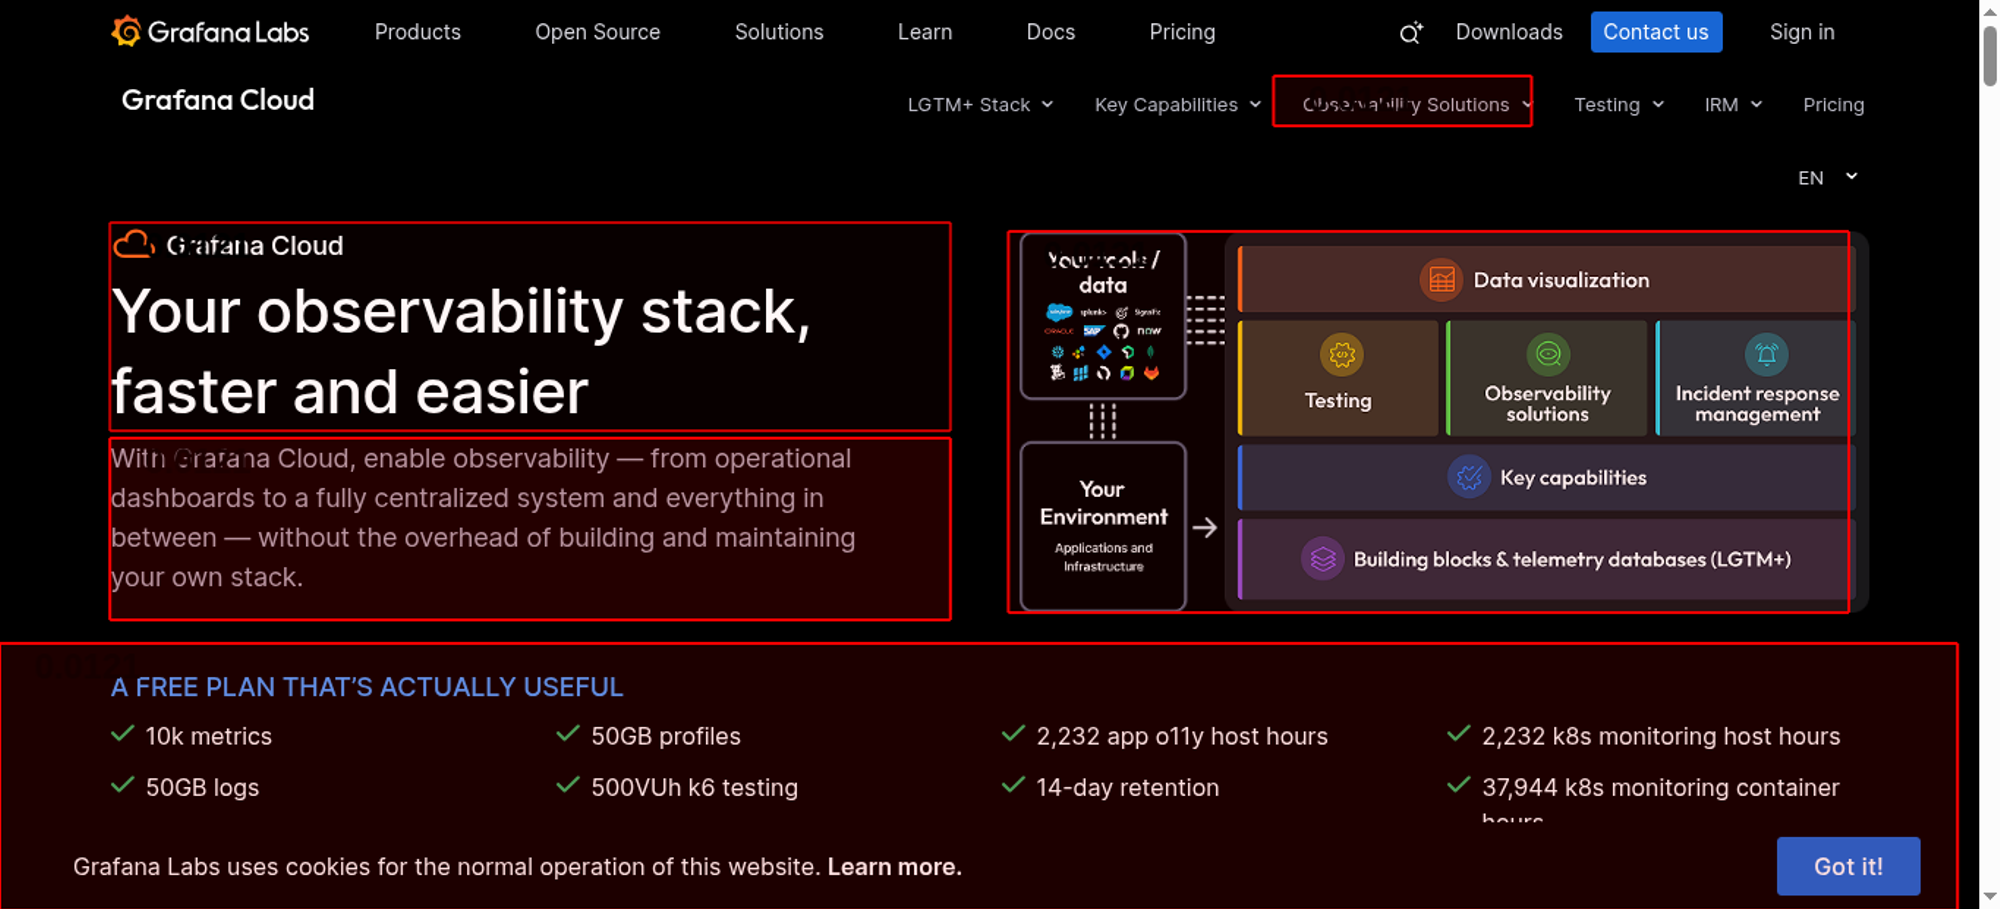 Grafana Labs
Products
Open Source
Solutions
Learn
Docs
Pricing
Downloads
Contact us
Sign in
Grafana Cloud
LGTM+ Stack
Key Capabilities
Observability Solutions
Testing
IRM
Pricing
EN
Grafana Cloud
Your observability stack,
faster and easier
With Grafana Cloud, enable observability — from operational
dashboards to a fully centralized system and everything in
between — without the overhead of building and maintaining
your own stack.
Your tools /
data
splunk>
SignalFx
ORACLE
SAP
now
Your
Environment
Applications and
Infrastructure
Data visualization
Testing
Observability
solutions
Incident response
management
Key capabilities
Building blocks & telemetry databases (LGTM+)
A FREE PLAN THAT’S ACTUALLY USEFUL
10k metrics
50GB profiles
2,232 app o11y host hours
2,232 k8s monitoring host hours
50GB logs
500VUh k6 testing
14-day retention
37,944 k8s monitoring container
hours
Grafana Labs uses cookies for the normal operation of this website. Learn more.
Got it!